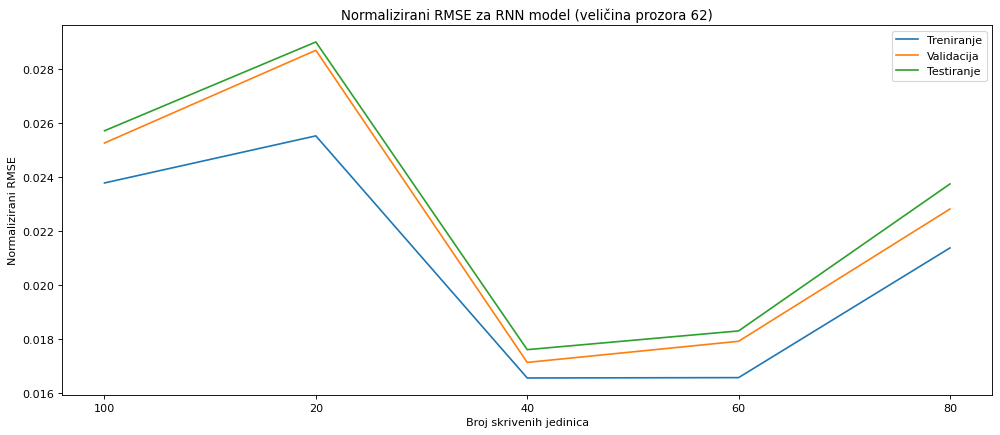 Normalizirani RMSE za RNN model (veličina prozora 62)
Treniranje
Validacija
Testiranje
Normalizirani RMSE
0.028
0.026
0.024
0.022
0.020
0.018
0.016
100 20 40 60 80
Broj skrivenih jedinica